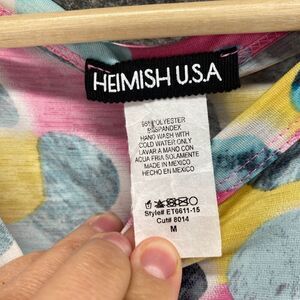 HEIMISH U.S.A
95% POLYESTER
5% SPANDEX
HAND WASH WITH
COLD WATER ONLY
LAVAR A MANO CON
AQUA FRIA SOLAMENTE
MADE IN MEXICO
HECHO EN MEXICO
Style# ET6611-15
Cut# 8014
M